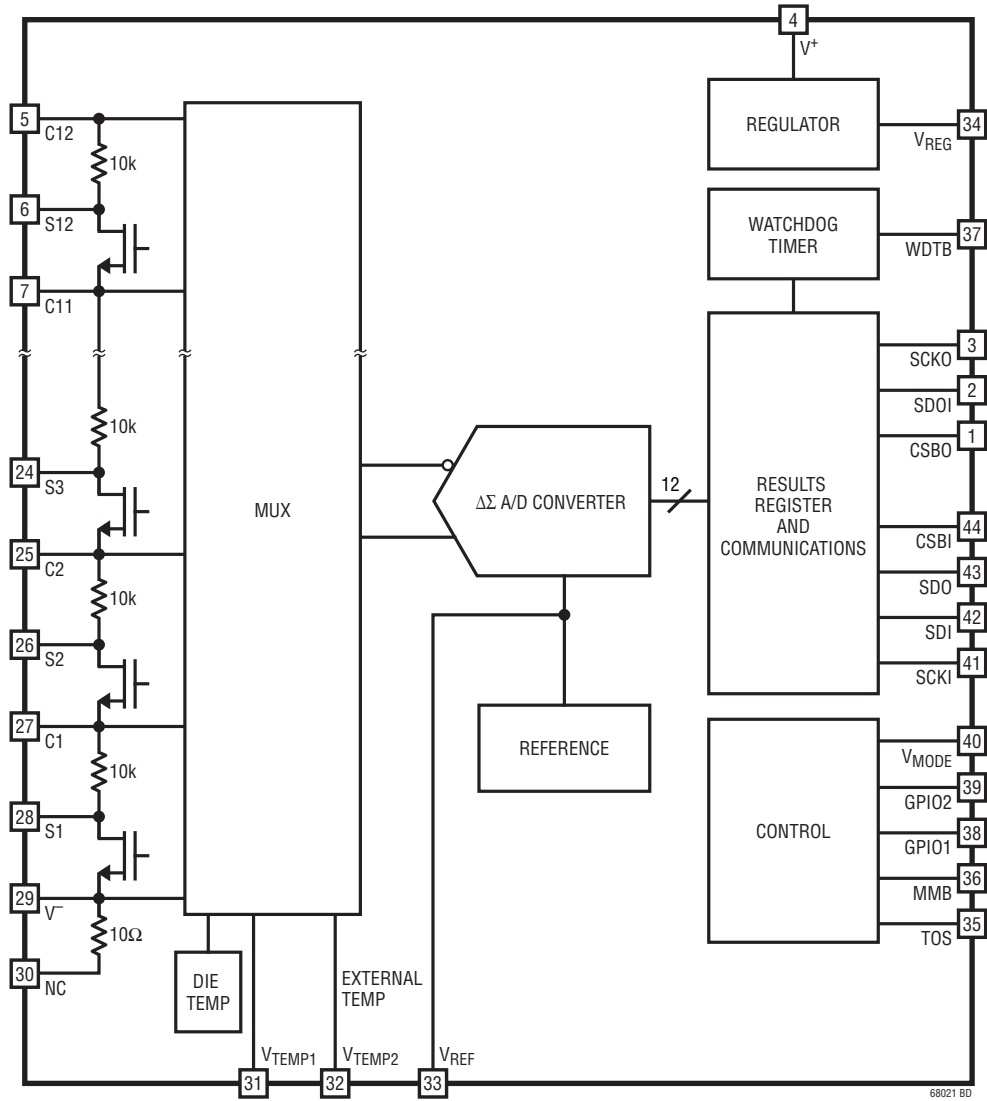 4
V+
REGULATOR
34
VREG
5
C12
10k
6
S12
7
C11
WATCHDOG
TIMER
37
WDTB
3
SCKO
2
SDOI
1
CSBO
10k
24
S3
25
C2
10k
26
S2
27
C1
10k
28
S1
29
V–
10Ω
30
NC
MUX
ΔΣ A/D CONVERTER
12
RESULTS
REGISTER
AND
COMMUNICATIONS
44
CSBI
43
SDO
42
SDI
41
SCKI
REFERENCE
CONTROL
40
VMODE
39
GPIO2
38
GPIO1
36
MMB
35
TOS
DIE
TEMP
EXTERNAL
TEMP
VTEMP1
31
VTEMP2
32
VREF
33
68021 BD